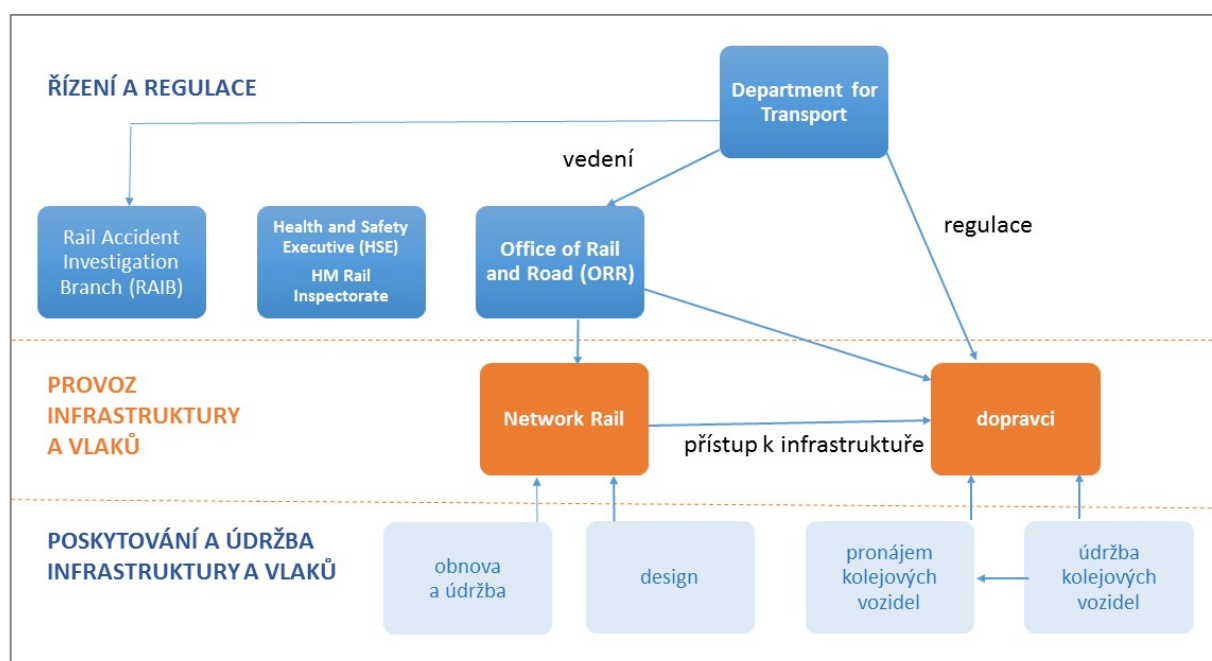 ŘÍZENÍ A REGULACE
Department for
Transport
vedení
regulace
Rail Accident
Investigation
Branch (RAIB)
Health and Safety
Executive (HSE)
HM Rail
Inspectorate
Office of Rail
and Road (ORR)
PROVOZ
INFRASTRUKTURY
A VLAKŮ
Network Rail
přístup k infrastruktuře
dopravci
POSKYTOVÁNÍ A ÚDRŽBA
INFRASTRUKTURY A VLAKŮ
obnova
a údržba
design
pronájem
kolejových
vozidel
údržba
kolejových
vozidel